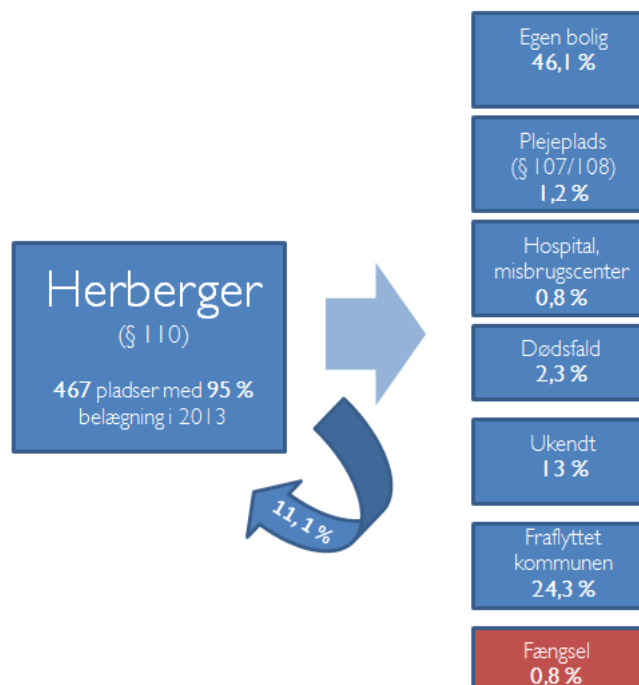 Herberger
(§ 110)
467 pladser med 95 %
belægning i 2013
11,1 %
Egen bolig
46,1 %
Plejeplads
(§ 107/108)
1,2 %
Hospital,
misbrugscenter
0,8 %
Dødsfald
2,3 %
Ukendt
13 %
Fraflyttet
kommunen
24,3 %
Fængsel
0,8 %